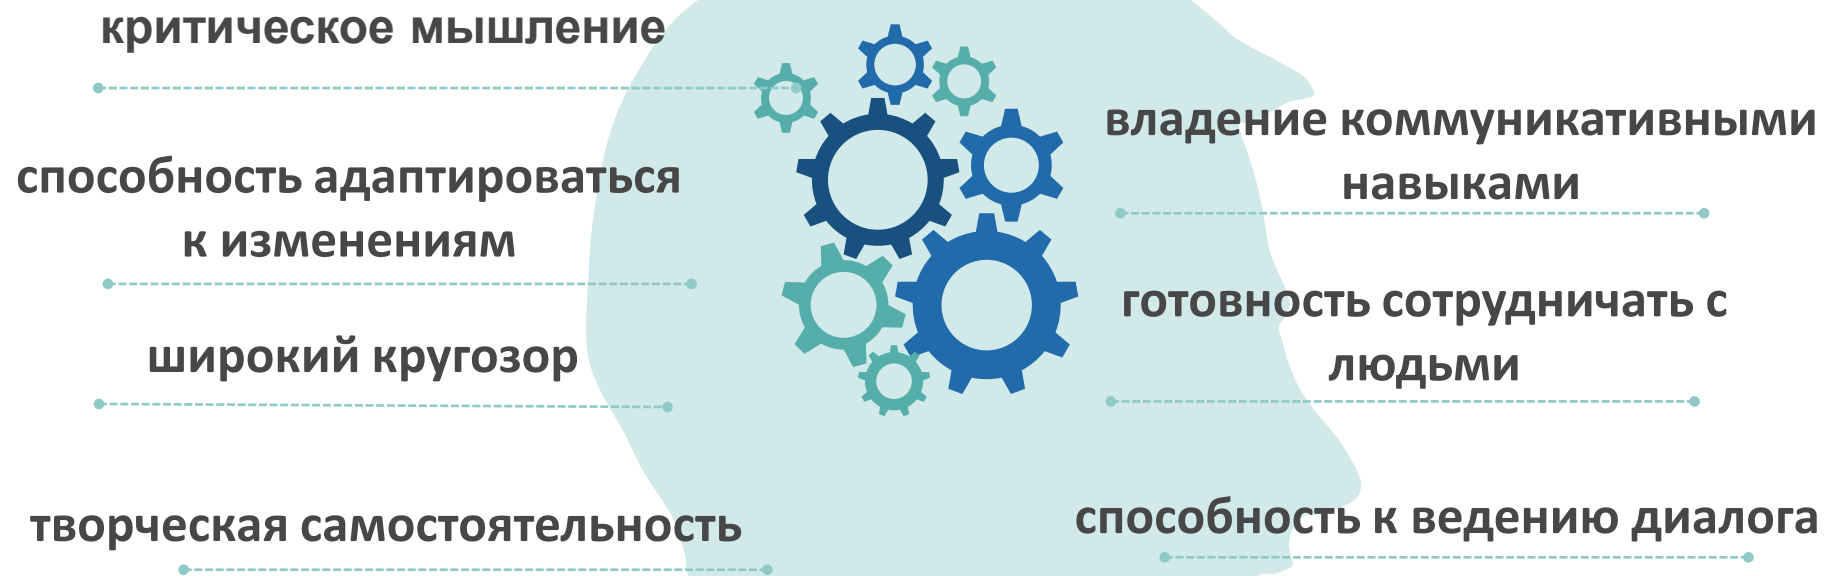 критическое мышление
способность адаптироваться
к изменениям
широкий кругозор
творческая самостоятельность
владение коммуникативными
навыками
готовность сотрудничать с
людьми
способность к ведению диалога